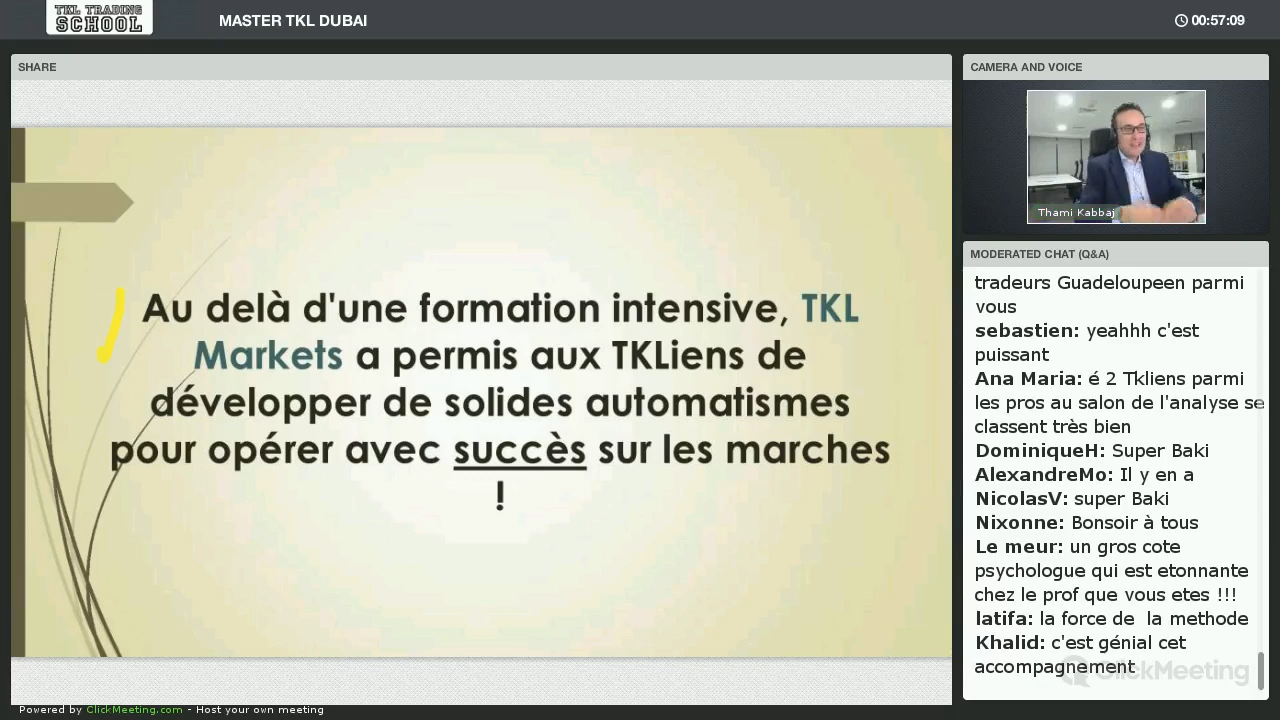 TKL TRADING
SCHOOL
MASTER TKL DUBAI
00:57:09
SHARE
Au delà d'une formation intensive, TKL
Markets a permis aux TKLiens de
développer de solides automatismes
pour opérer avec succès sur les marches
!
CAMERA AND VOICE
Thami Kabbaj
MODERATED CHAT (Q&A)
tradeurs Guadeloupeen parmi
vous
sebastien: yeahhh c'est
puissant
Ana Maria: é 2 Tkliens parmi
les pros au salon de l'analyse se
classent très bien
DominiqueH: Super Baki
AlexandreMo: Il y en a
NicolasV: super Baki
Nixonne: Bonsoir à tous
Le meur: un gros cote
psychologue qui est etonnante
chez le prof que vous etes !!!
latifa: la force de  la methode
Khalid: c'est génial cet
accompagnement
ClickMeeting
Powered by ClickMeeting.com - Host your own meeting